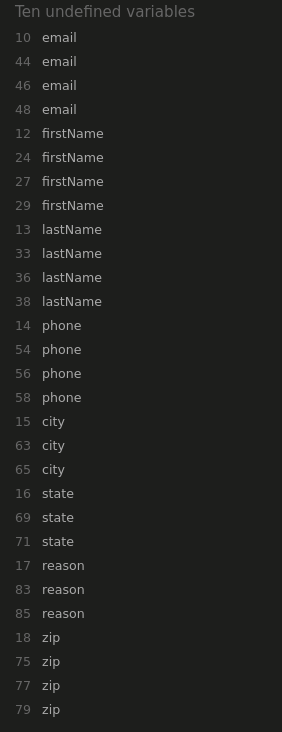 Ten undefined variables
10 email
44 email
46 email
48 email
12 firstName
24 firstName
27 firstName
29 firstName
13 lastName
33 lastName
36 lastName
38 lastName
14 phone
54 phone
56 phone
58 phone
15 city
63 city
65 city
16 state
69 state
71 state
17 reason
83 reason
85 reason
18 zip
75 zip
77 zip
79 zip